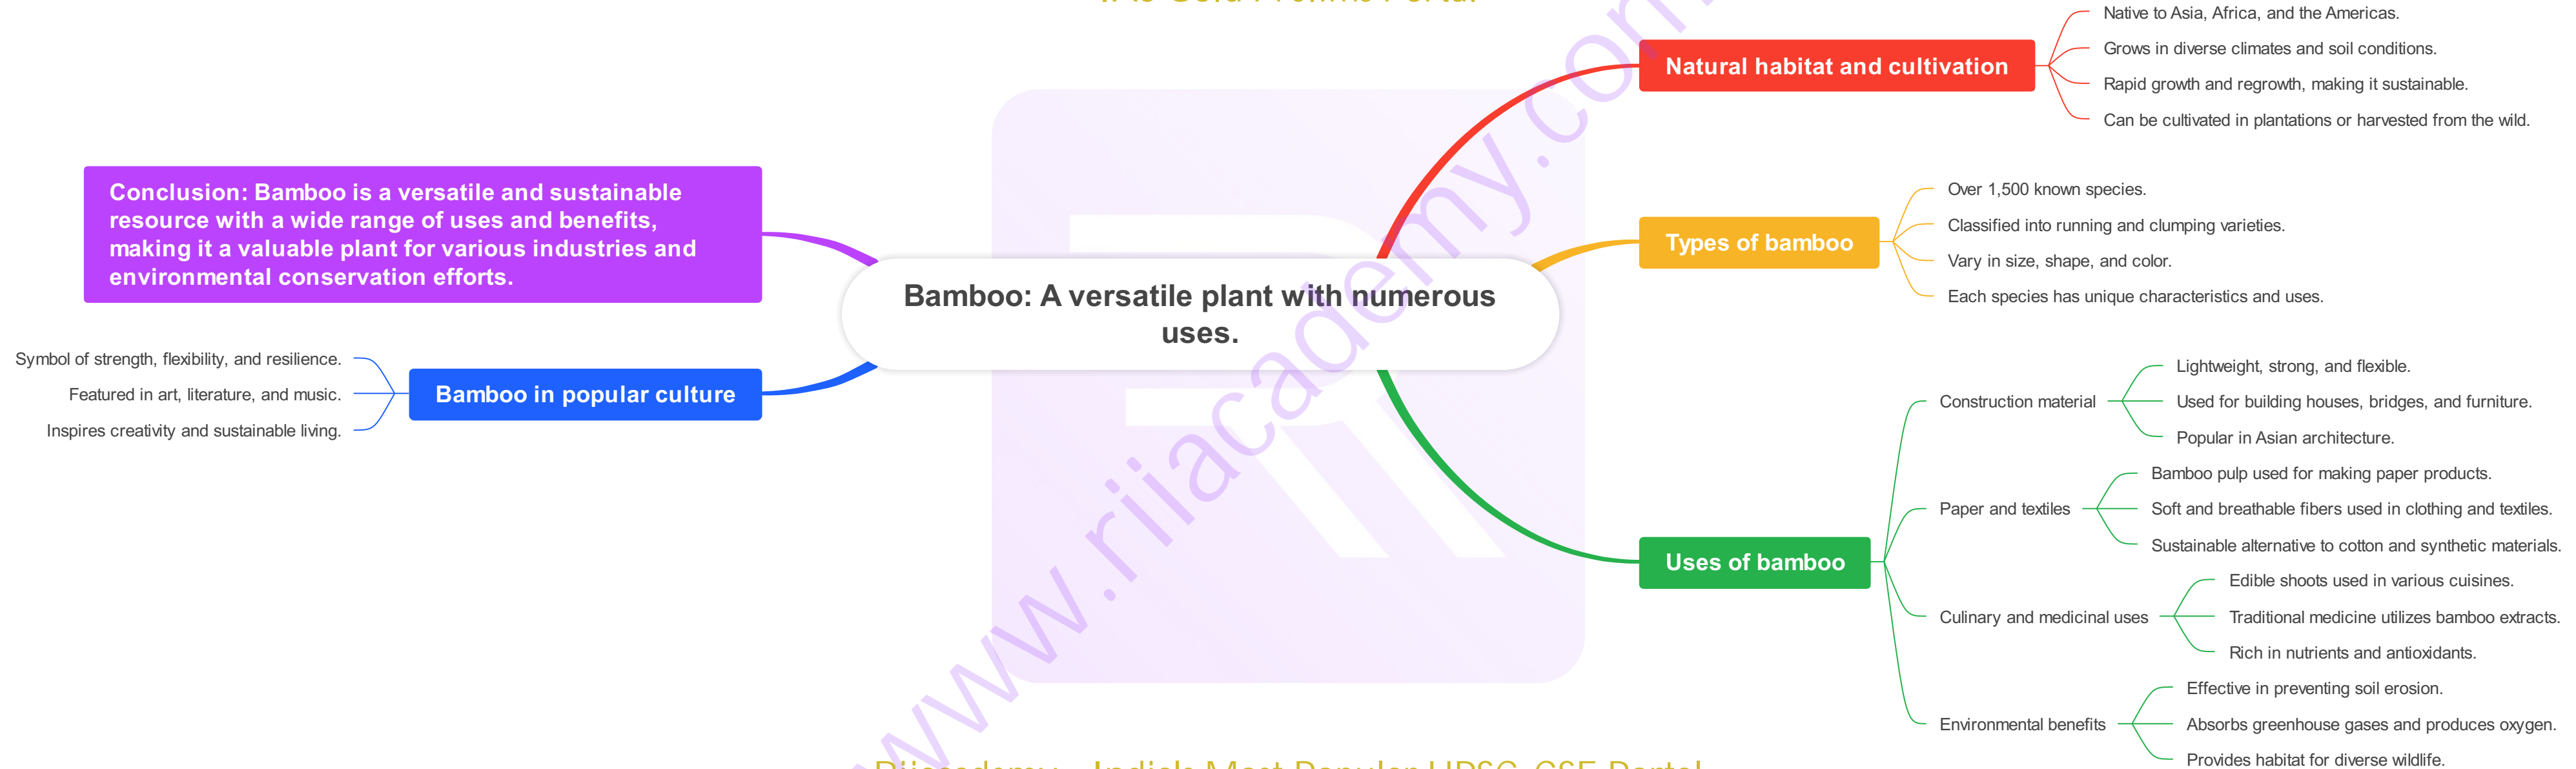 Native to Asia, Africa, and the Americas.
Natural habitat and cultivation
Grows in diverse climates and soil conditions.
Rapid growth and regrowth, making it sustainable.
Can be cultivated in plantations or harvested from the wild.
Over 1,500 known species.
Types of bamboo
Classified into running and clumping varieties.
Vary in size, shape, and color.
Each species has unique characteristics and uses.
Conclusion: Bamboo is a versatile and sustainable
resource with a wide range of uses and benefits,
making it a valuable plant for various industries and
environmental conservation efforts.
Bamboo: A versatile plant with numerous
uses.
Symbol of strength, flexibility, and resilience.
Featured in art, literature, and music.
Inspires creativity and sustainable living.
Bamboo in popular culture
Uses of bamboo
Construction material
Lightweight, strong, and flexible.
Used for building houses, bridges, and furniture.
Popular in Asian architecture.
Paper and textiles
Bamboo pulp used for making paper products.
Soft and breathable fibers used in clothing and textiles.
Sustainable alternative to cotton and synthetic materials.
Culinary and medicinal uses
Edible shoots used in various cuisines.
Traditional medicine utilizes bamboo extracts.
Rich in nutrients and antioxidants.
Environmental benefits
Effective in preventing soil erosion.
Absorbs greenhouse gases and produces oxygen.
Provides habitat for diverse wildlife.
www.rijacademy.com